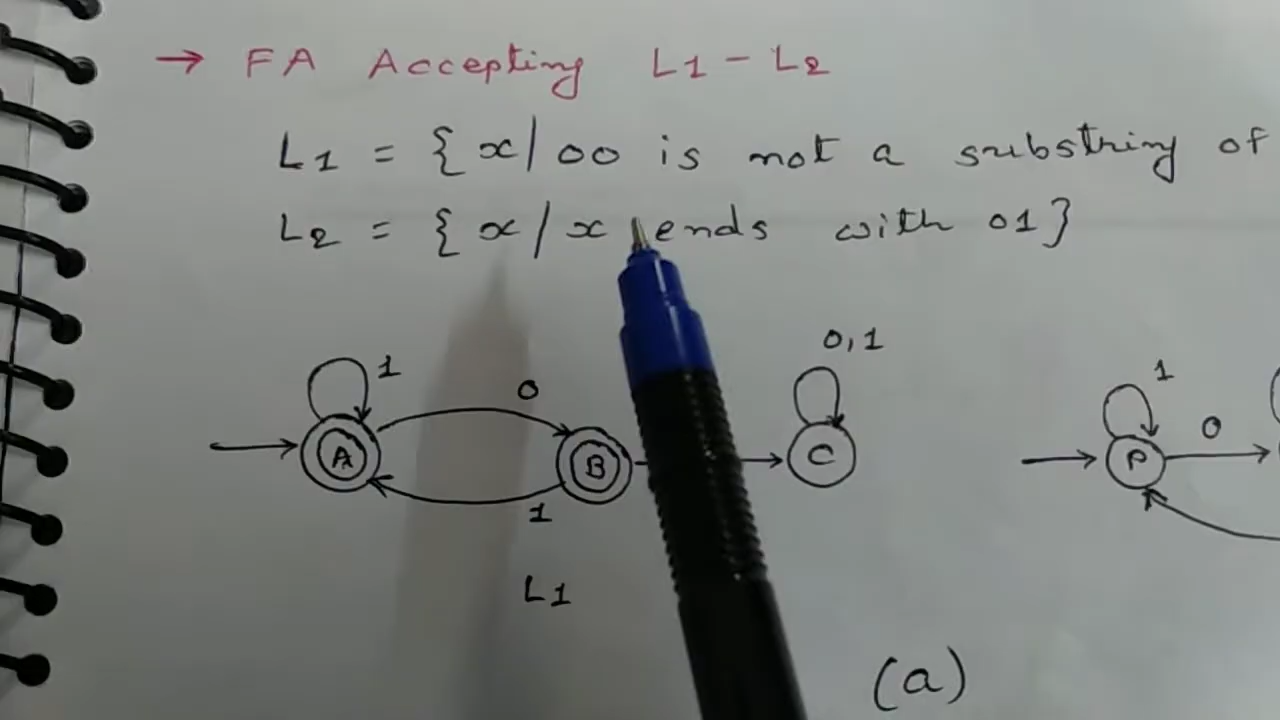 → FA Accepting L1 - L2
L1 = { x / 00 is not a substring of
L2 = { x / x ends with 01 }
0, 1
1
0
1
0
A
B
C
P
1
L1
(a)